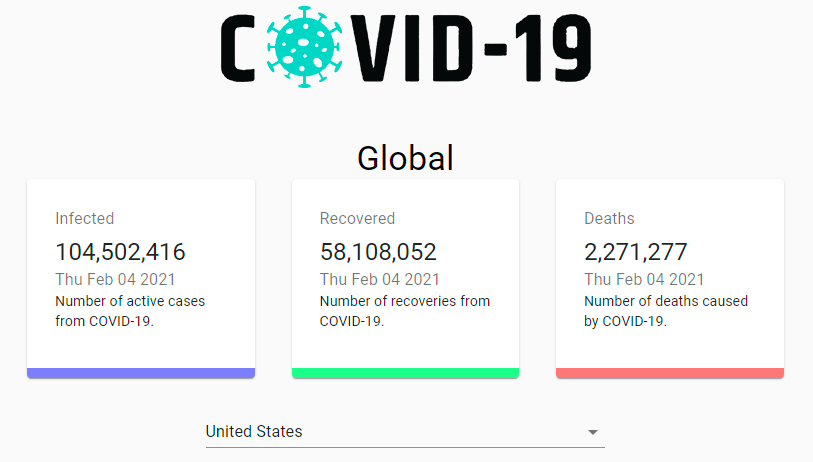 COVID-19
Global
Infected
104,502,416
Thu Feb 04 2021
Number of active cases
from COVID-19.
Recovered
58,108,052
Thu Feb 04 2021
Number of recoveries from
COVID-19.
Deaths
2,271,277
Thu Feb 04 2021
Number of deaths caused
by COVID-19.
United States